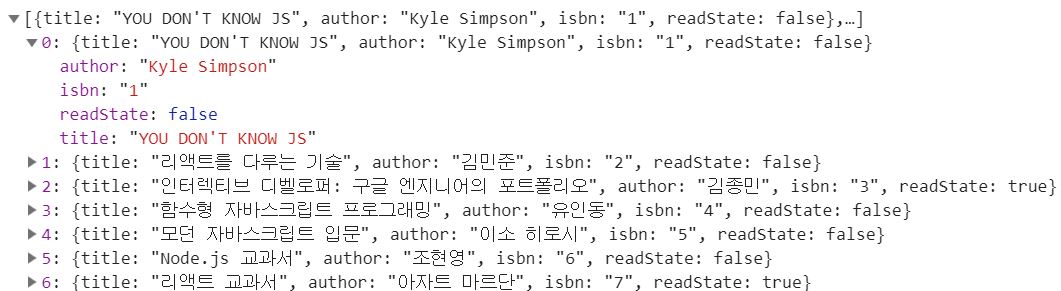 [{title: "YOU DON'T KNOW JS", author: "Kyle Simpson", isbn: "1", readState: false},…]
0: {title: "YOU DON'T KNOW JS", author: "Kyle Simpson", isbn: "1", readState: false}
author: "Kyle Simpson"
isbn: "1"
readState: false
title: "YOU DON'T KNOW JS"
1: {title: "리액트를 다루는 기술", author: "김민준", isbn: "2", readState: false}
2: {title: "인터렉티브 디벨로퍼: 구글 엔지니어의 포트폴리오", author: "김종민", isbn: "3", readState: true}
3: {title: "함수형 자바스크립트 프로그래밍", author: "유인동", isbn: "4", readState: false}
4: {title: "모던 자바스크립트 입문", author: "이소 히로시", isbn: "5", readState: false}
5: {title: "Node.js 교과서", author: "조현영", isbn: "6", readState: false}
6: {title: "리액트 교과서", author: "아자트 마르단", isbn: "7", readState: true}